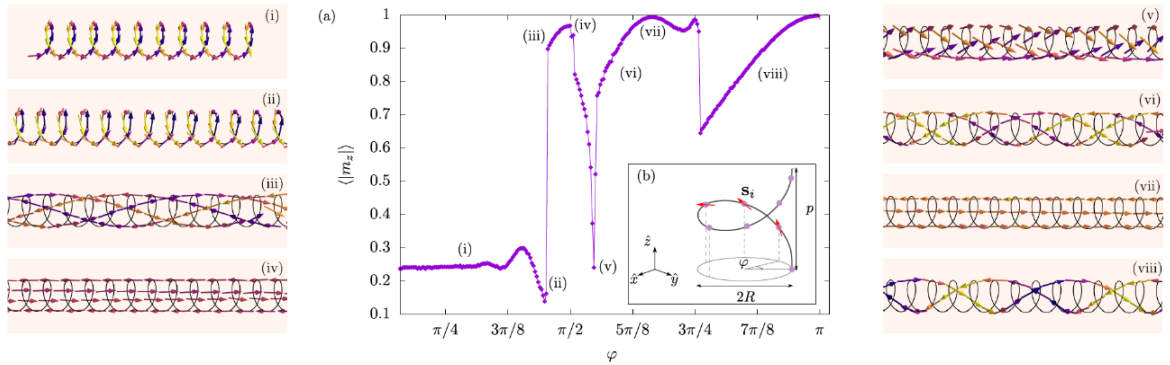 (i)
(ii)
(iii)
(iv)
(a)
⟨|m_z|⟩
1
0.9
0.8
0.7
0.6
0.5
0.4
0.3
0.2
0.1
π/4
3π/8
π/2
5π/8
3π/4
7π/8
π
φ
(i)
(ii)
(iii)
(iv)
(v)
(vi)
(vii)
(viii)
(b)
s_i
p
ẑ
x̂
ŷ
φ
2R
(v)
(vi)
(vii)
(viii)